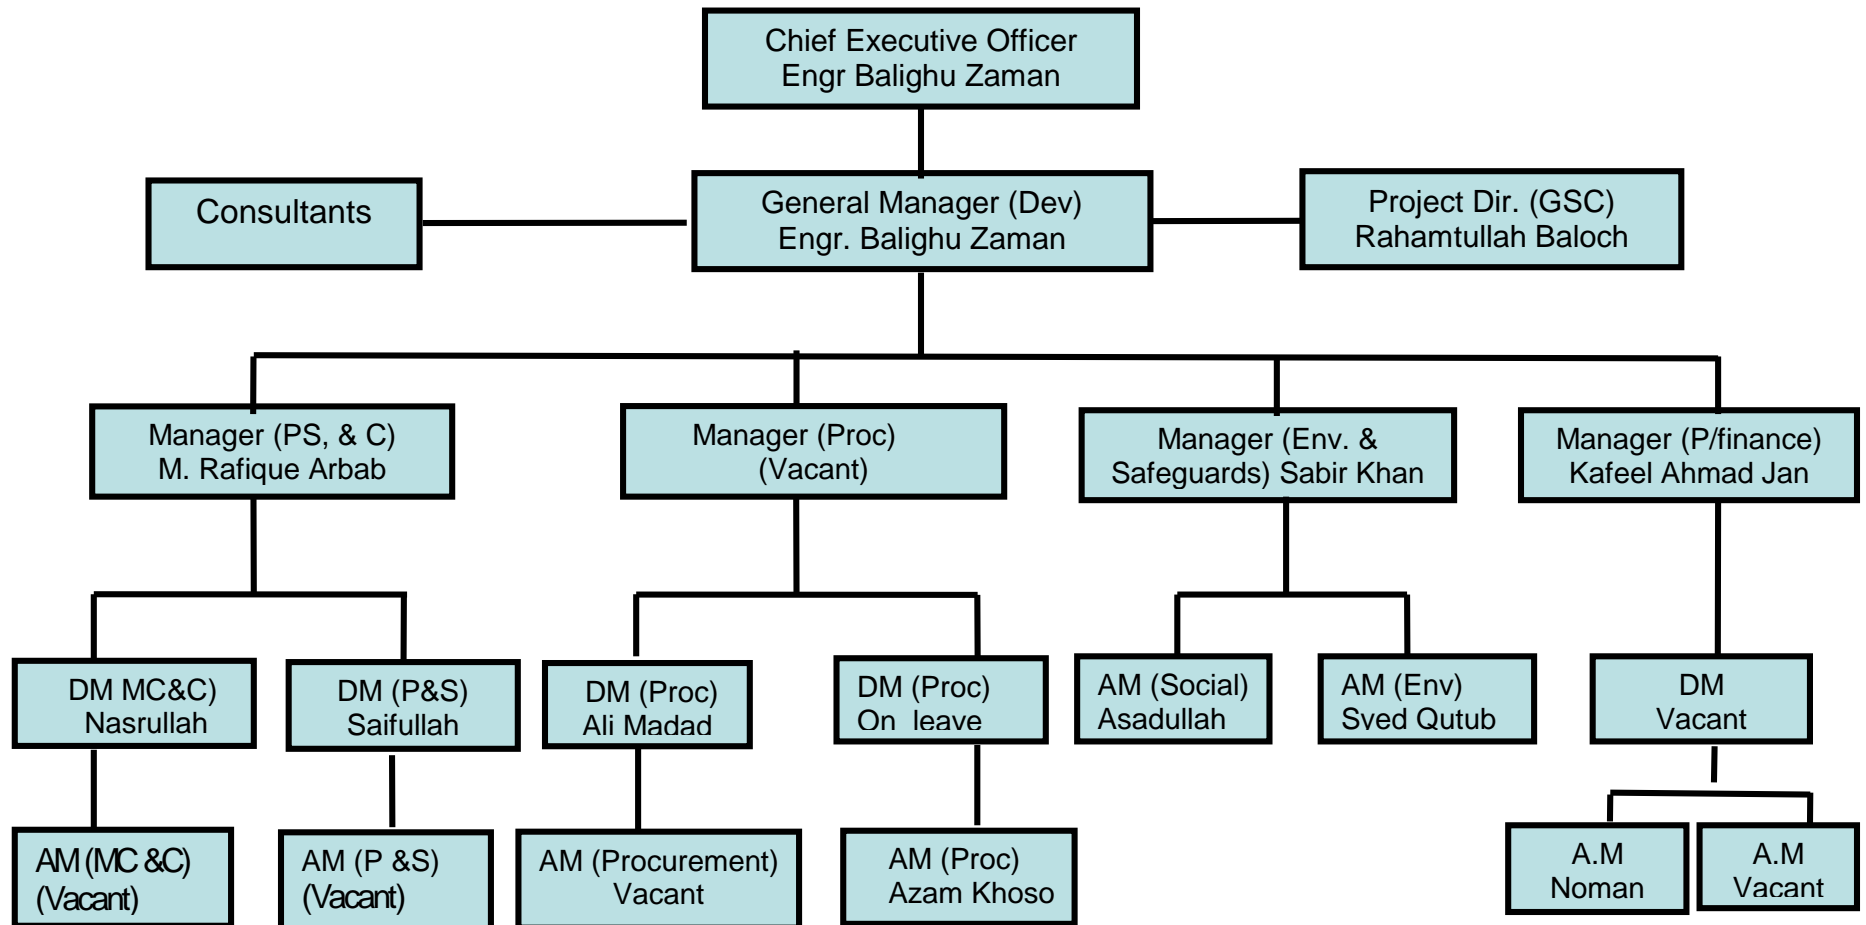 Chief Executive Officer
Engr Balighu Zaman
Consultants
General Manager (Dev)
Engr. Balighu Zaman
Project Dir. (GSC)
Rahamtullah Baloch
Manager (PS, & C)
M. Rafique Arbab
Manager (Proc)
(Vacant)
Manager (Env. &
Safeguards) Sabir Khan
Manager (P/finance)
Kafeel Ahmad Jan
DM MC&C)
Nasrullah
DM (P&S)
Saifullah
DM (Proc)
Ali Madad
DM (Proc)
On leave
AM (Social)
Asadullah
AM (Env)
Syed Qutub
DM
Vacant
AM (MC &C)
(Vacant)
AM (P &S)
(Vacant)
AM (Procurement)
Vacant
AM (Proc)
Azam Khoso
A.M
Noman
A.M
Vacant